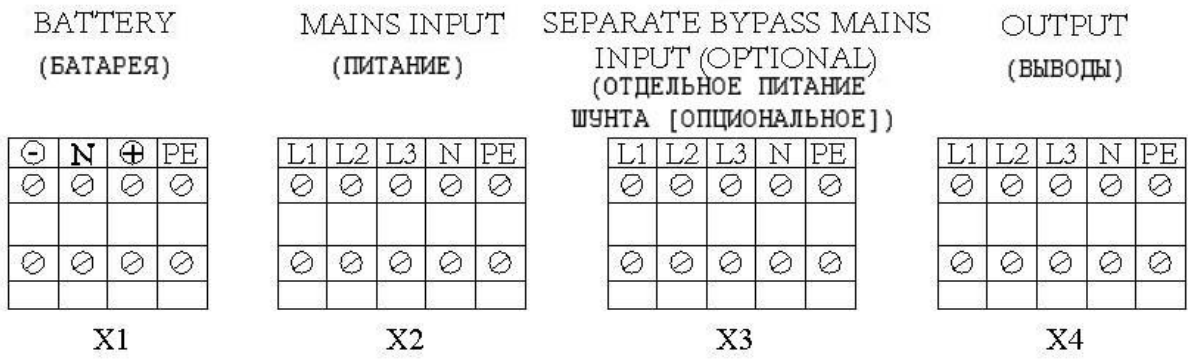 BATTERY
(БАТАРЕЯ)
MAINS INPUT
(ПИТАНИЕ)
SEPARATE BYPASS MAINS
INPUT (OPTIONAL)
(ОТДЕЛЬНОЕ ПИТАНИЕ
ШУНТА [ОПЦИОНАЛЬНОЕ])
OUTPUT
(ВЫВОДЫ)
- N + PE
X1
L1 L2 L3 N PE
X2
L1 L2 L3 N PE
X3
L1 L2 L3 N PE
X4